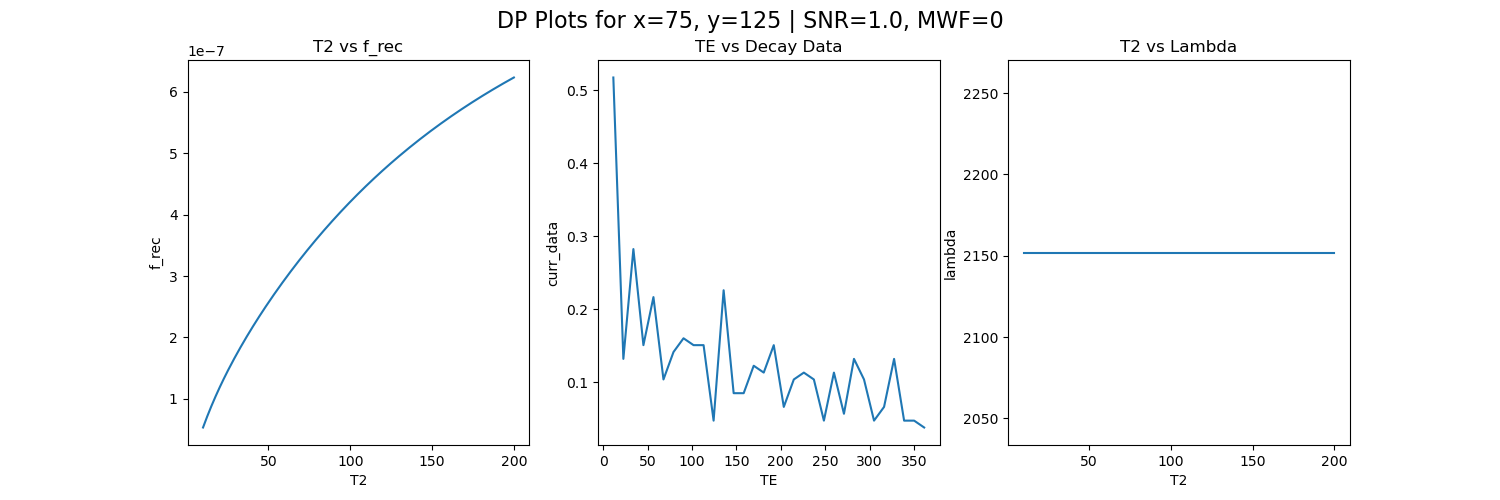 DP Plots for x=75, y=125 | SNR=1.0, MWF=0
T2 vs f_rec
1e−7
6
5
4
3
2
1
f_rec
50 100 150 200
T2
TE vs Decay Data
0.5
0.4
0.3
0.2
0.1
curr_data
0 50 100 150 200 250 300 350
TE
T2 vs Lambda
2250
2200
2150
2100
2050
lambda
50 100 150 200
T2